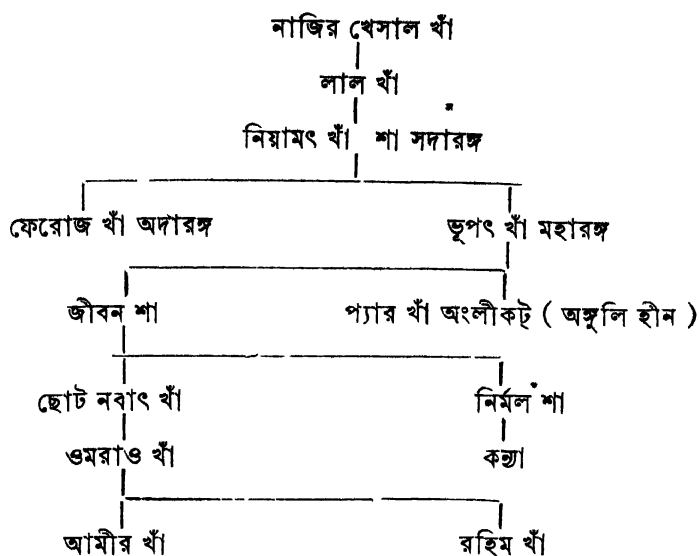 নাজির খেসাল খাঁ
লাল খাঁ
নিয়ামৎ খাঁ শা সদারঙ্গ
ফেরোজ খাঁ অদারঙ্গ ভূপৎ খাঁ মহারঙ্গ
জীবন শা প্যার খাঁ অংলীকট্ ( অঙ্গুলি হীন )
ছোট নবাৎ খাঁ নির্মল শা
ওমরাও খাঁ কন্যা
আমীর খাঁ রহিম খাঁ